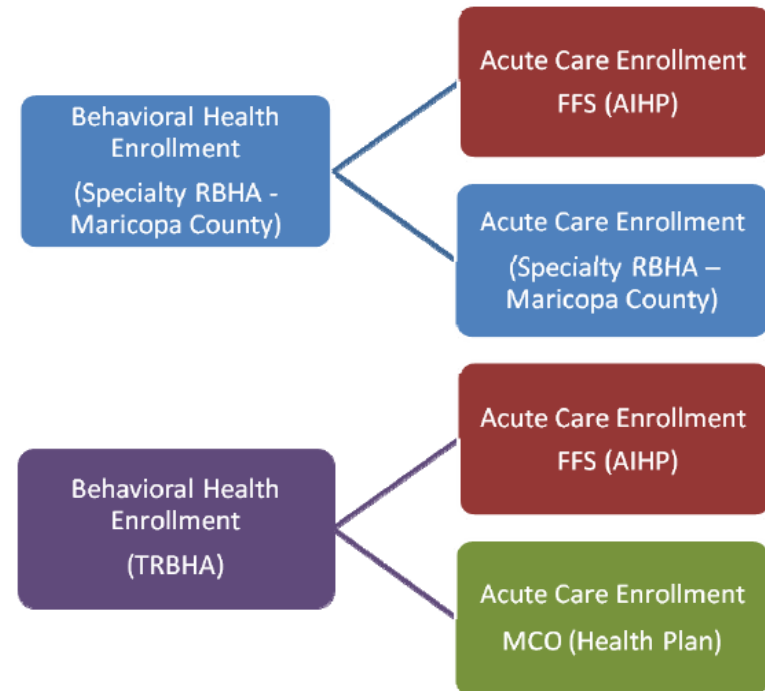 Behavioral Health
Enrollment
(Specialty RBHA -
Maricopa County)
Acute Care Enrollment
FFS (AIHP)
Acute Care Enrollment
(Specialty RBHA –
Maricopa County)
Behavioral Health
Enrollment
(TRBHA)
Acute Care Enrollment
FFS (AIHP)
Acute Care Enrollment
MCO (Health Plan)